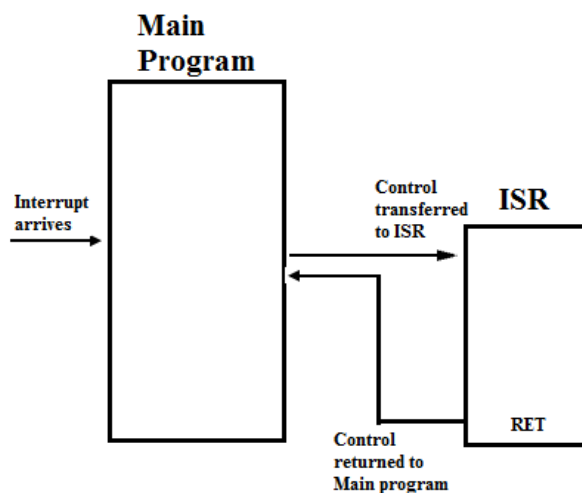 Main
Program
Interrupt
arrives
Control
transferred
to ISR
ISR
RET
Control
returned to
Main program